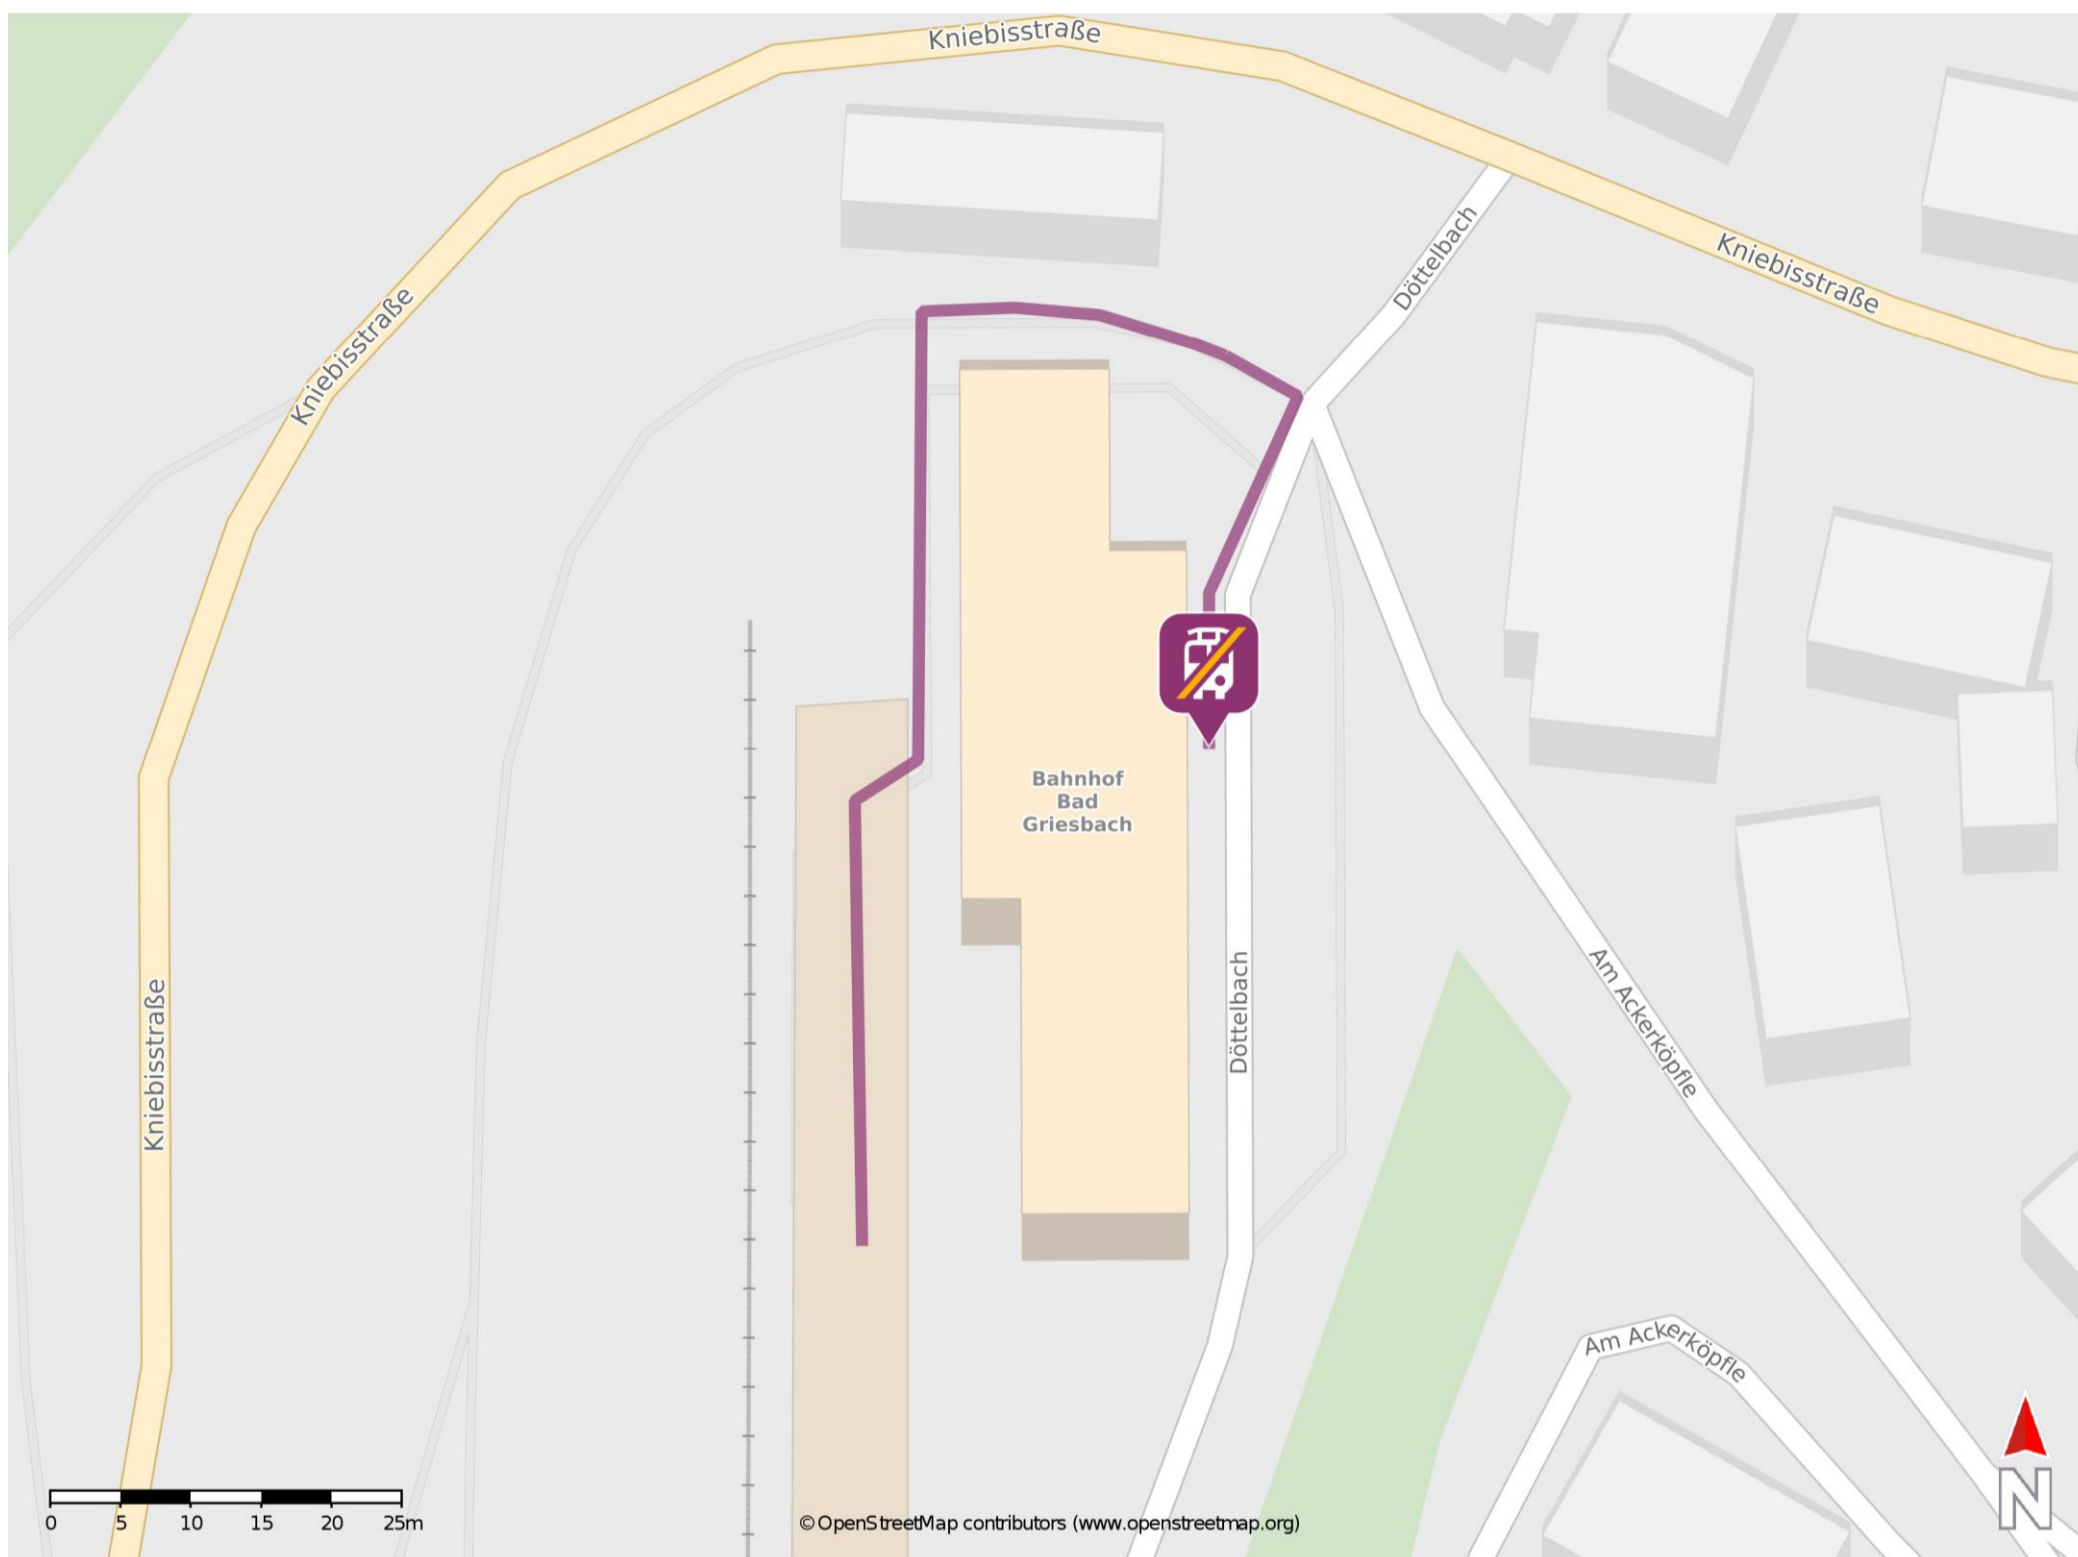 Kniebisstraße
Döttelbach
Kniebisstraße
Kniebisstraße
Bahnhof
Bad
Griesbach
Döttelbach
Am Ackerköpfle
Kniebisstraße
Am Ackerköpfle
N
0 5 10 15 20 25m
© OpenStreetMap contributors (www.openstreetmap.org)